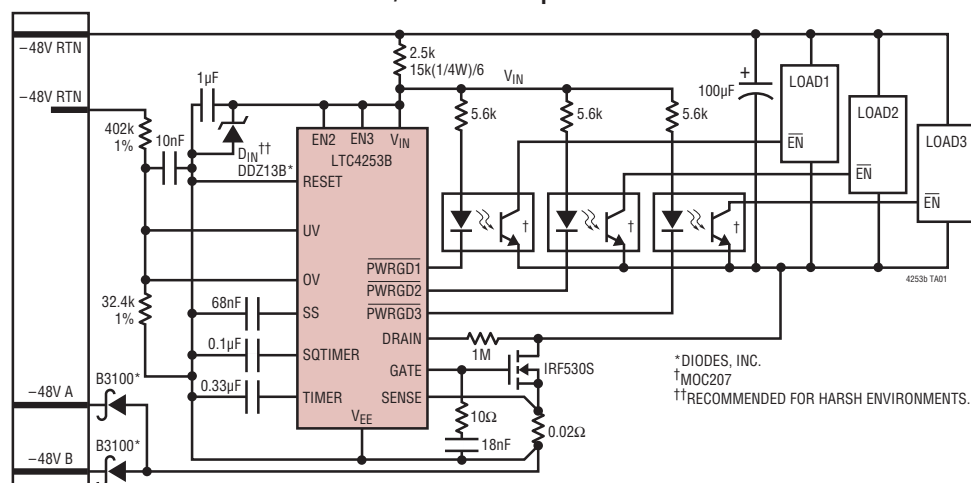 −48V RTN
−48V RTN
2.5k
15k(1/4W)/6
VIN
1µF
5.6k
5.6k
5.6k
+
100µF
LOAD1
EN
LOAD2
EN
LOAD3
EN
402k
1%
10nF
DIN††
DDZ13B*
EN2
EN3
VIN
LTC4253B
RESET
UV
OV
SS
SQTIMER
TIMER
VEE
PWRGD1
PWRGD2
PWRGD3
DRAIN
GATE
SENSE
†
†
†
32.4k
1%
68nF
0.1µF
0.33µF
1M
IRF530S
10Ω
18nF
0.02Ω
−48V A
B3100*
−48V B
B3100*
4253b TA01
*DIODES, INC.
†MOC207
††RECOMMENDED FOR HARSH ENVIRONMENTS.